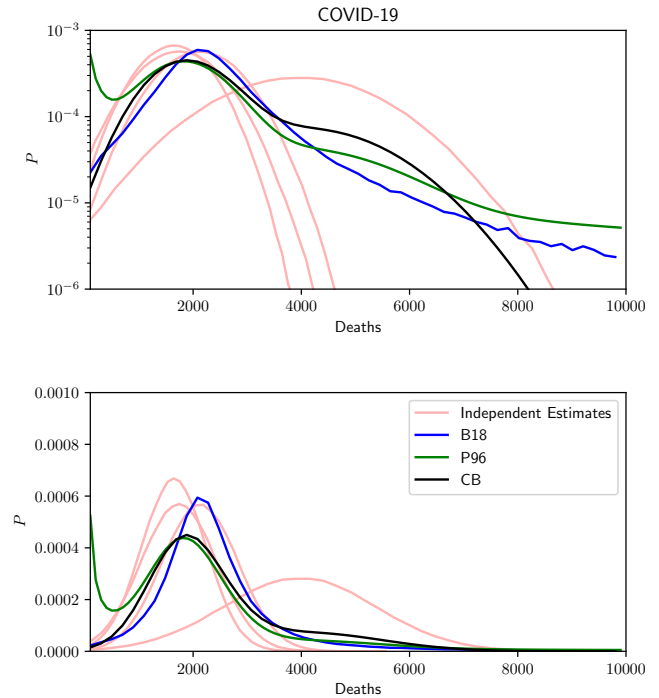 COVID-19
10⁻³
10⁻⁴
10⁻⁵
10⁻⁶
P
2000 4000 6000 8000 10000
Deaths
0.0010
0.0008
0.0006
0.0004
0.0002
0.0000
P
Independent Estimates
B18
P96
CB
2000 4000 6000 8000 10000
Deaths